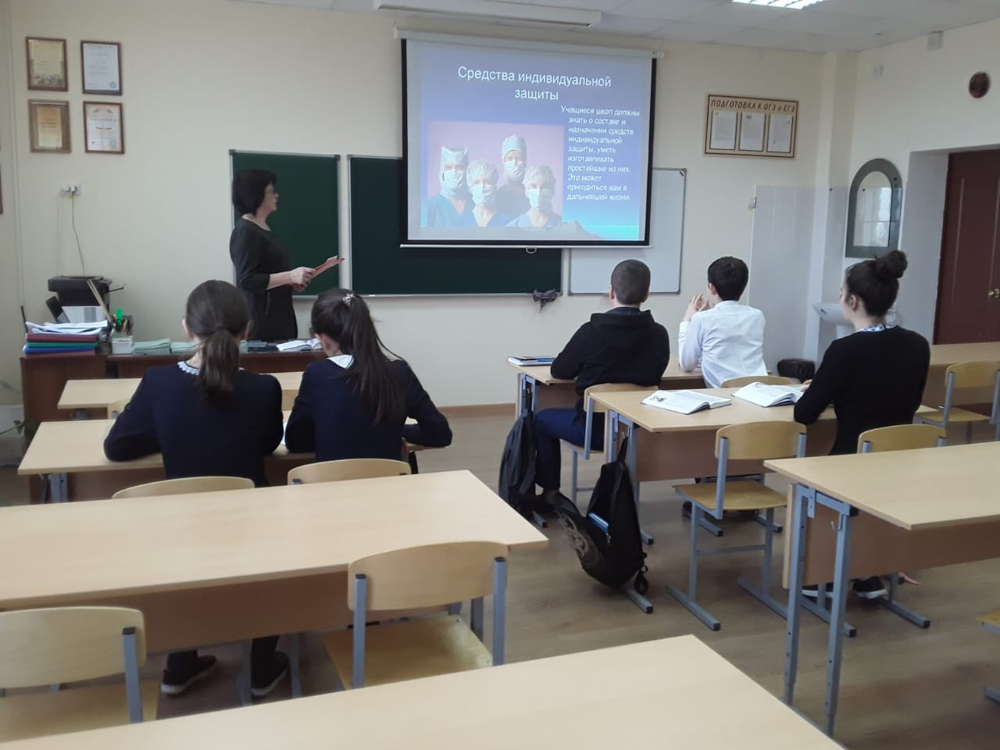 Средства индивидуальной
защиты
Учащиеся школ должны
знать о составе и
назначении средств
индивидуальной
защиты, уметь
изготавливать
простейшие из них.
Это может
пригодиться вам в
дальнейшей жизни.
ПОДГОТОВКА К ОГЭ и ЕГЭ